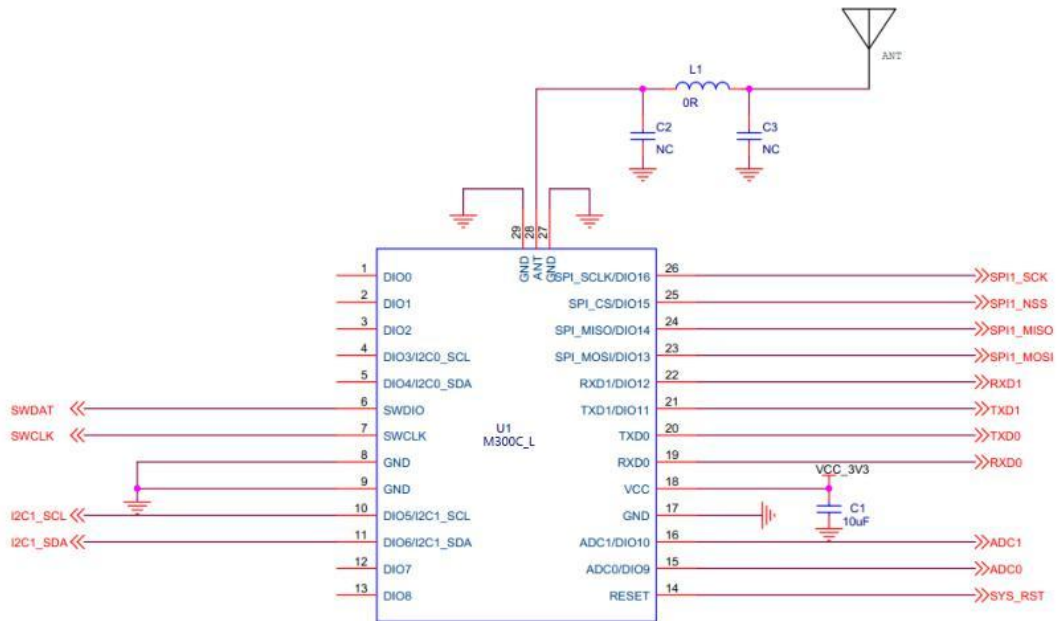 ANT
L1
0R
C2
NC
C3
NC
29
28
27
GND
ANT
GND
1 DIO0
2 DIO1
3 DIO2
4 DIO3/I2C0_SCL
5 DIO4/I2C0_SDA
SWDAT 6 SWDIO
SWCLK 7 SWCLK
8 GND
9 GND
I2C1_SCL 10 DIO5/I2C1_SCL
I2C1_SDA 11 DIO6/I2C1_SDA
12 DIO7
13 DIO8
U1
M300C_L
SPI_SCLK/DIO16 26 SPI1_SCK
SPI_CS/DIO15 25 SPI1_NSS
SPI_MISO/DIO14 24 SPI1_MISO
SPI_MOSI/DIO13 23 SPI1_MOSI
RXD1/DIO12 22 RXD1
TXD1/DIO11 21 TXD1
TXD0 20 TXD0
RXD0 19 RXD0
VCC_3V3
VCC 18
C1
10uF
GND 17
ADC1/DIO10 16 ADC1
ADC0/DIO9 15 ADC0
RESET 14 SYS_RST